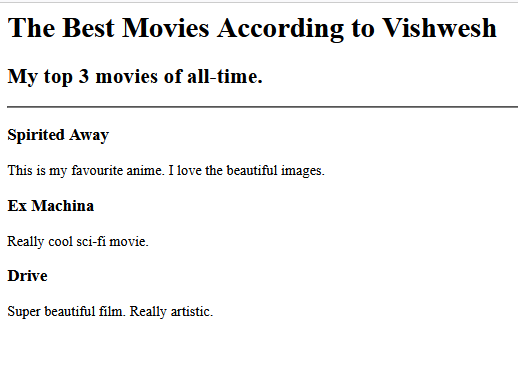 The Best Movies According to Vishwesh
My top 3 movies of all-time.
Spirited Away
This is my favourite anime. I love the beautiful images.
Ex Machina
Really cool sci-fi movie.
Drive
Super beautiful film. Really artistic.